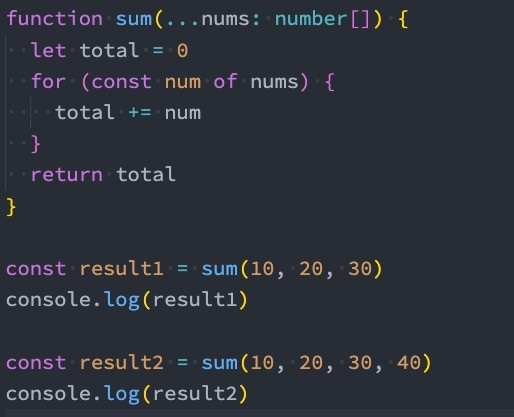 function sum(...nums: number[]) {
  let total = 0
  for (const num of nums) {
    total += num
  }
  return total
}

const result1 = sum(10, 20, 30)
console.log(result1)

const result2 = sum(10, 20, 30, 40)
console.log(result2)